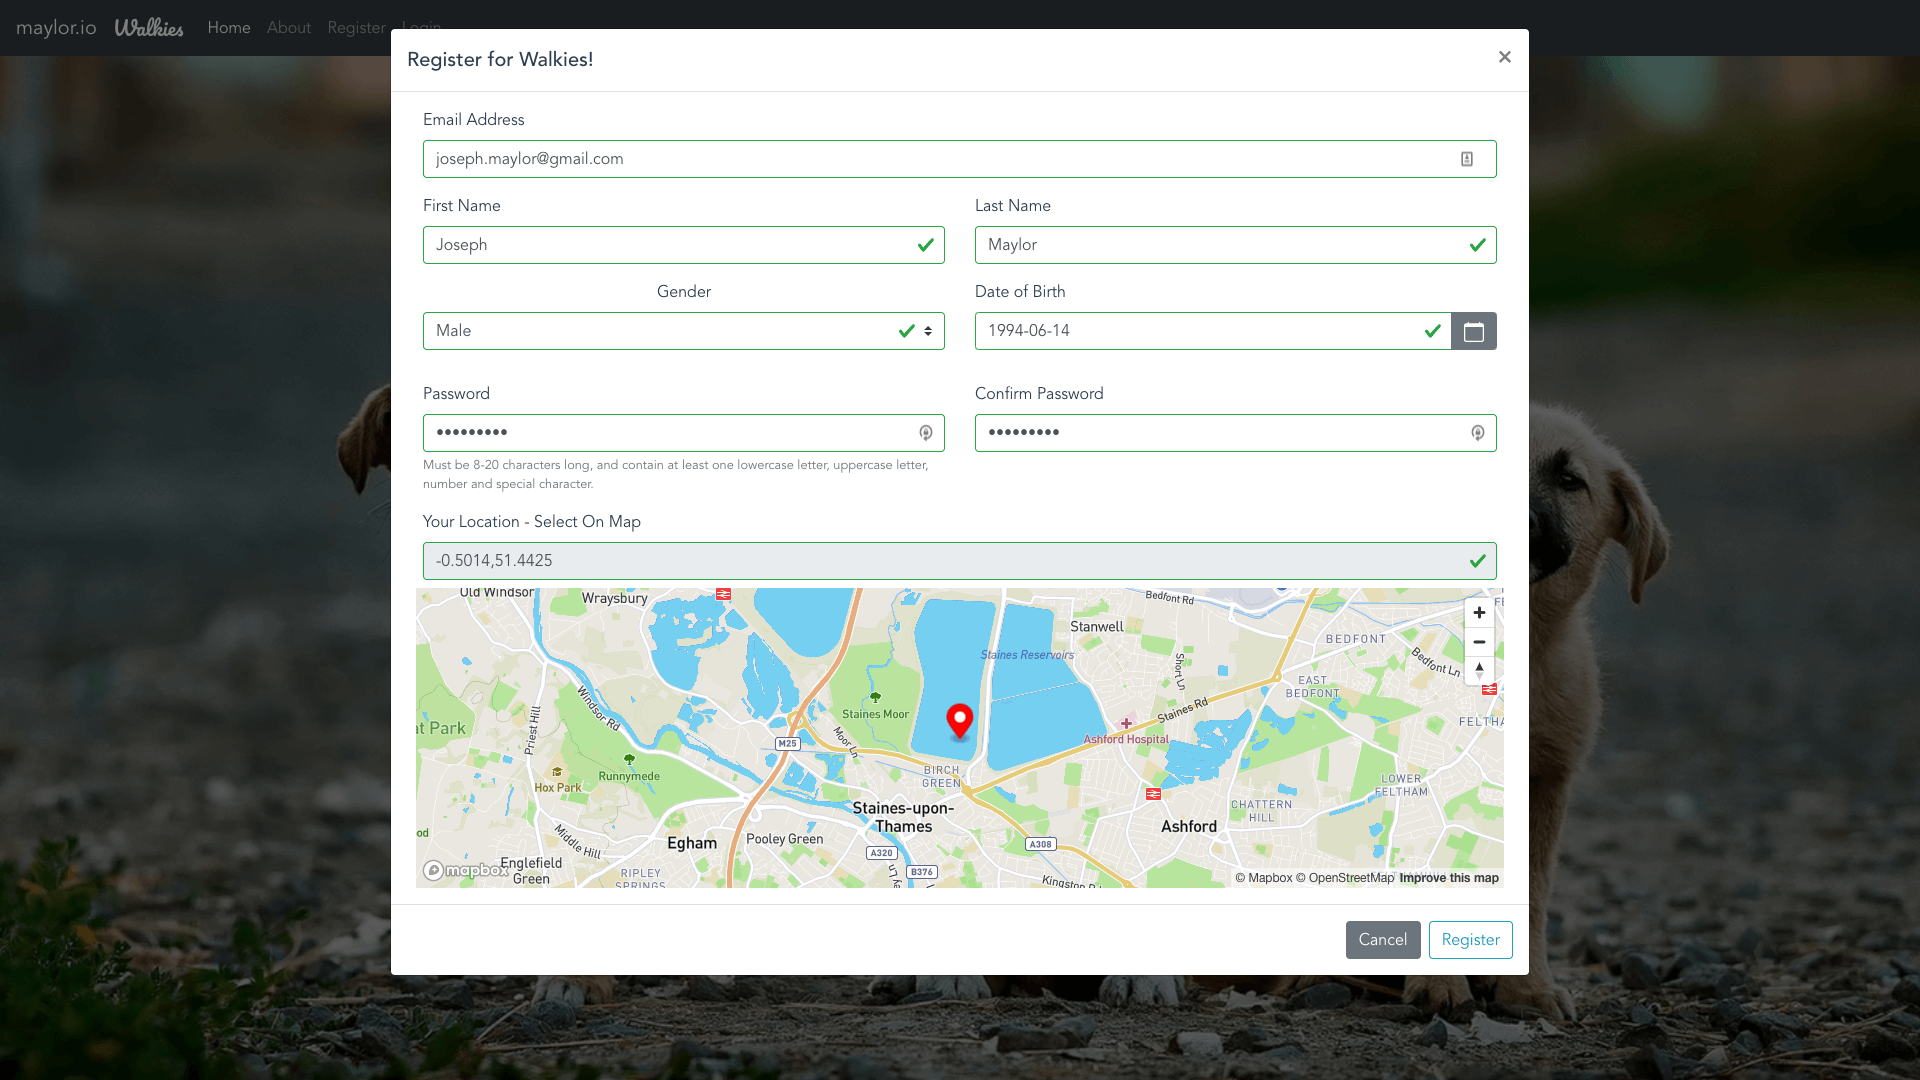 maylor.io Walkies Home About Register Login
Register for Walkies!
×
Email Address
joseph.maylor@gmail.com
First Name
Last Name
Joseph
Maylor
Gender
Date of Birth
Male
1994-06-14
Password
Confirm Password
•••••••••
•••••••••
Must be 8-20 characters long, and contain at least one lowercase letter, uppercase letter,
number and special character.
Your Location - Select On Map
-0.5014,51.4425
Old Windsor
Wraysbury
Bedford Rd
Stanwell
BEDFONT
Staines Reservoirs
Short Ln
Bedfont Ln
EAST
BEDFONT
Windsor Rd
Staines Moor
Staines Rd
Priest Hill
at Park
M25
Moor Ln
Ashford Hospital
FELTHA
Runnymede
BIRCH
GREEN
Hox Park
LOWER
FELTHAM
Staines-upon-
Thames
CHATTERN
HILL
Ashford
od
Middle Hill
Egham
Pooley Green
A320
A308
Englefield
Green
B376
RIPLEY
SPRINGS
mapbox
© Mapbox © OpenStreetMap Improve this map
Cancel
Register